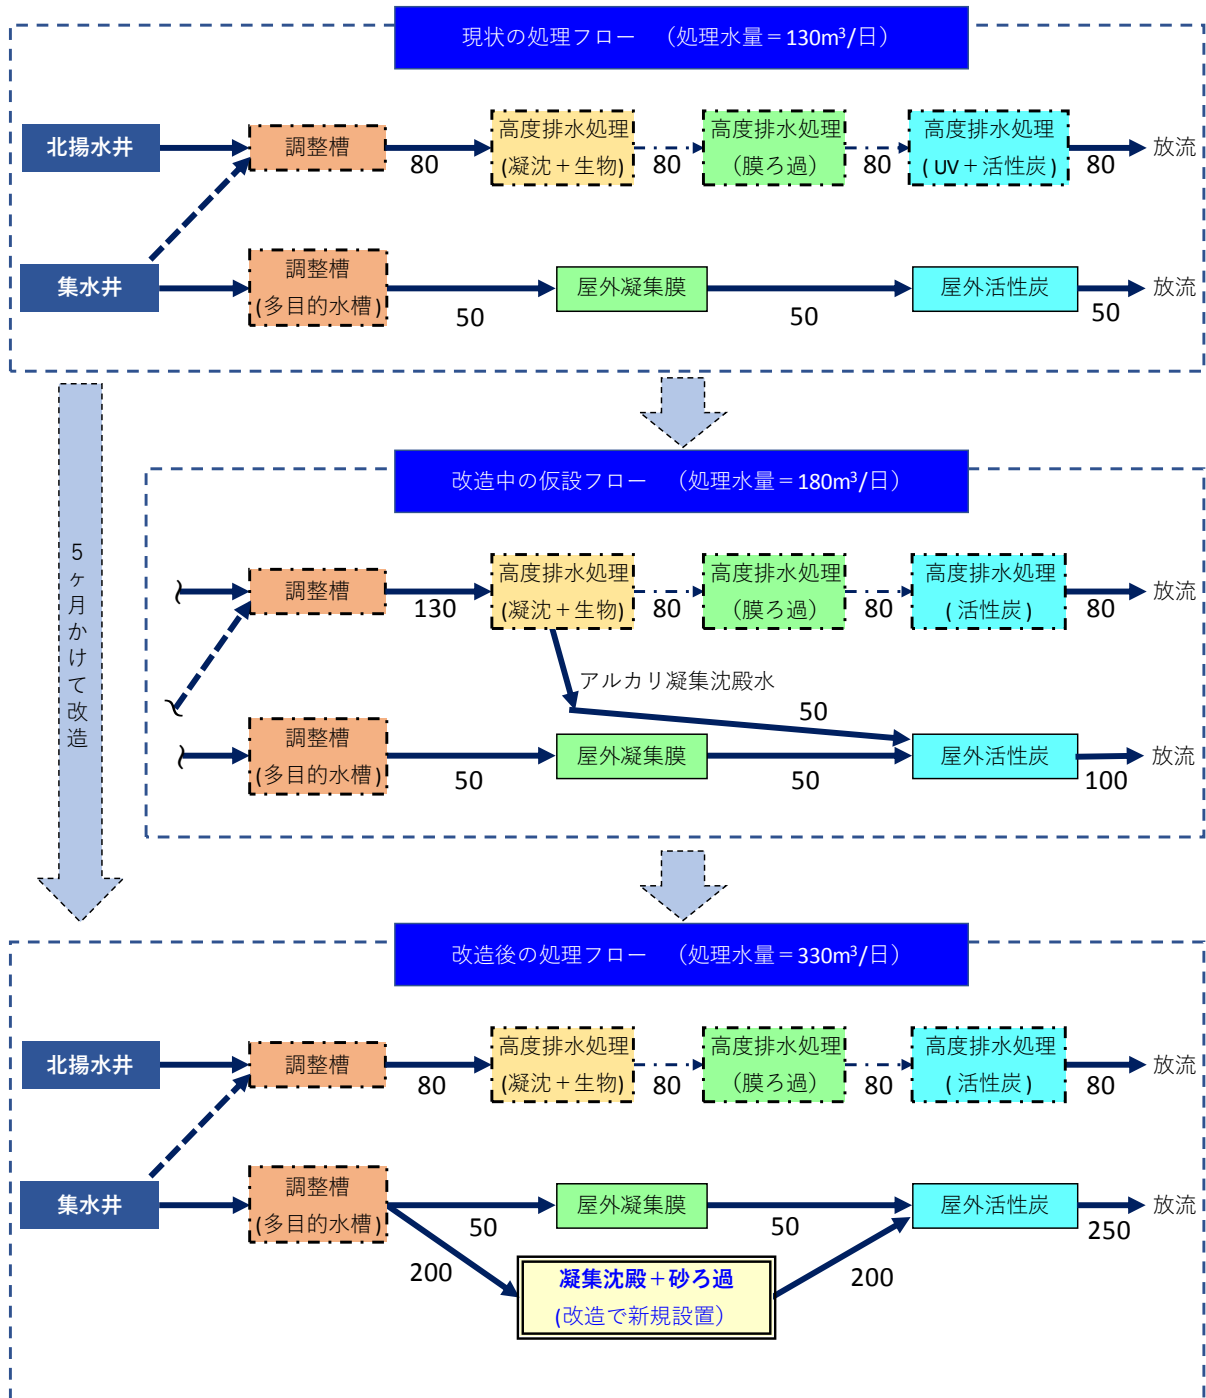 現状の処理フロー （処理水量＝130m³/日）
北揚水井
調整槽
80
高度排水処理
(凝沈＋生物)
80
高度排水処理
（膜ろ過）
80
高度排水処理
( UV＋活性炭 )
80
放流
集水井
調整槽
(多目的水槽)
50
屋外凝集膜
50
屋外活性炭
50
放流
5ヶ月かけて改造
改造中の仮設フロー （処理水量＝180m³/日）
調整槽
130
高度排水処理
(凝沈＋生物)
80
高度排水処理
（膜ろ過）
80
高度排水処理
( 活性炭 )
80
放流
アルカリ凝集沈殿水
50
調整槽
(多目的水槽)
50
屋外凝集膜
50
屋外活性炭
100
放流
改造後の処理フロー （処理水量＝330m³/日）
北揚水井
調整槽
80
高度排水処理
(凝沈＋生物)
80
高度排水処理
（膜ろ過）
80
高度排水処理
( 活性炭 )
80
放流
集水井
調整槽
(多目的水槽)
50
屋外凝集膜
50
屋外活性炭
250
放流
200
凝集沈殿＋砂ろ過
(改造で新規設置）
200